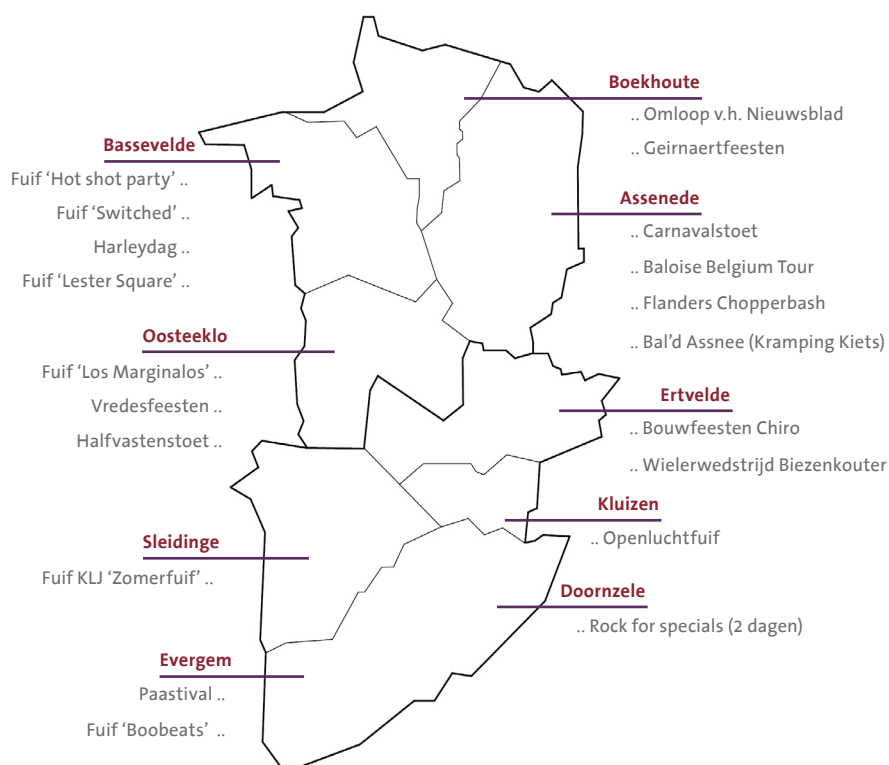 Boekhoute
.. Omloop v.h. Nieuwsblad
.. Geirnaertfeesten
Bassevelde
Fuif ‘Hot shot party’ ..
Fuif ‘Switched’ ..
Harleydag ..
Fuif ‘Lester Square’ ..
Assenede
.. Carnavalstoet
.. Baloise Belgium Tour
.. Flanders Chopperbash
.. Bal’d Assnee (Kramping Kiets)
Oosteeklo
Fuif ‘Los Marginalos’ ..
Vredesfeesten ..
Halfvastenstoet ..
Ertvelde
.. Bouwfeesten Chiro
.. Wielerwedstrijd Biezenkouter
Kluizen
.. Openluchtfuif
Sleidinge
Fuif KLJ ‘Zomerfuif’ ..
Doornzele
.. Rock for specials (2 dagen)
Evergem
Paastival ..
Fuif ‘Boobeats’ ..